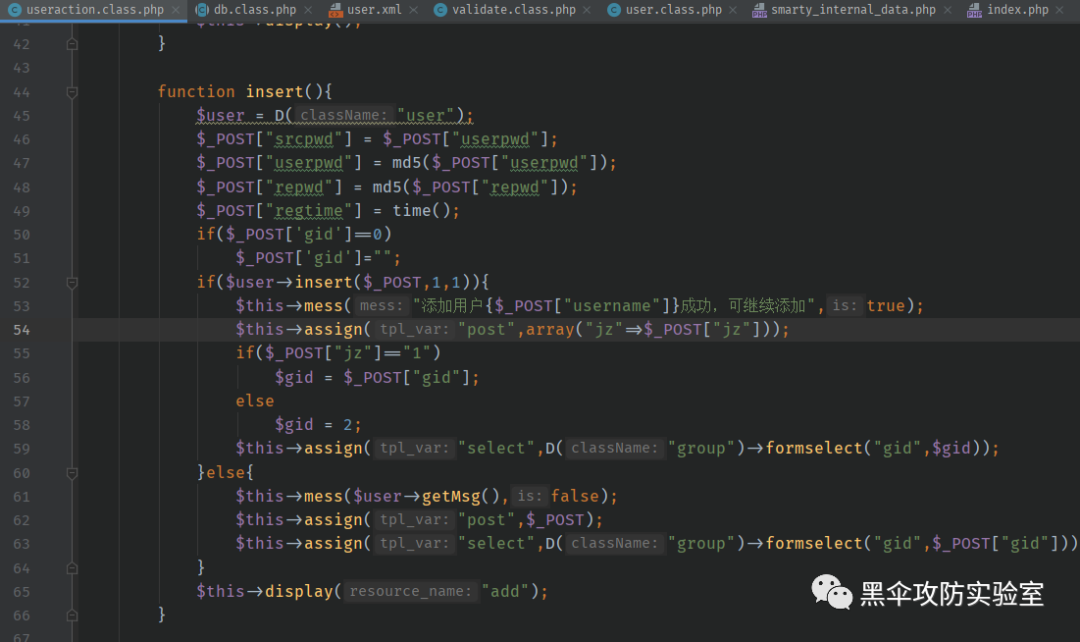 useraction.class.php × db.class.php × user.xml × validate.class.php × user.class.php × smarty_internal_data.php × index.php ×
$this->display();
42 }
43
44 function insert(){
45 $user = D( className: "user");
46 $_POST["srcpwd"] = $_POST["userpwd"];
47 $_POST["userpwd"] = md5($_POST["userpwd"]);
48 $_POST["repwd"] = md5($_POST["repwd"]);
49 $_POST["regtime"] = time();
50 if($_POST['gid']==0)
51 $_POST['gid']="";
52 if($user->insert($_POST,1,1)){
53 $this->mess( mess: "添加用户{$_POST["username"]}成功，可继续添加", is: true);
54 $this->assign( tpl_var: "post",array("jz"=>$_POST["jz"]));
55 if($_POST["jz"]=="1")
56 $gid = $_POST["gid"];
57 else
58 $gid = 2;
59 $this->assign( tpl_var: "select",D( className: "group")->formselect("gid",$gid));
60 }else{
61 $this->mess($user->getMsg(), is: false);
62 $this->assign( tpl_var: "post",$_POST);
63 $this->assign( tpl_var: "select",D( className: "group")->formselect("gid",$_POST["gid"]))
64 }
65 $this->display( resource_name: "add");
66 }
67
黑伞攻防实验室